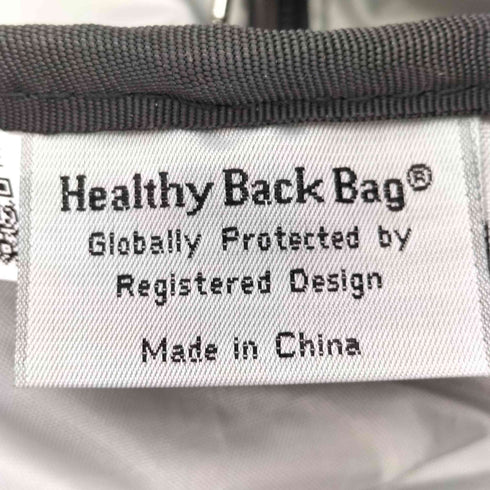 Healthy Back Bag®
Globally Protected by
Registered Design
Made in China